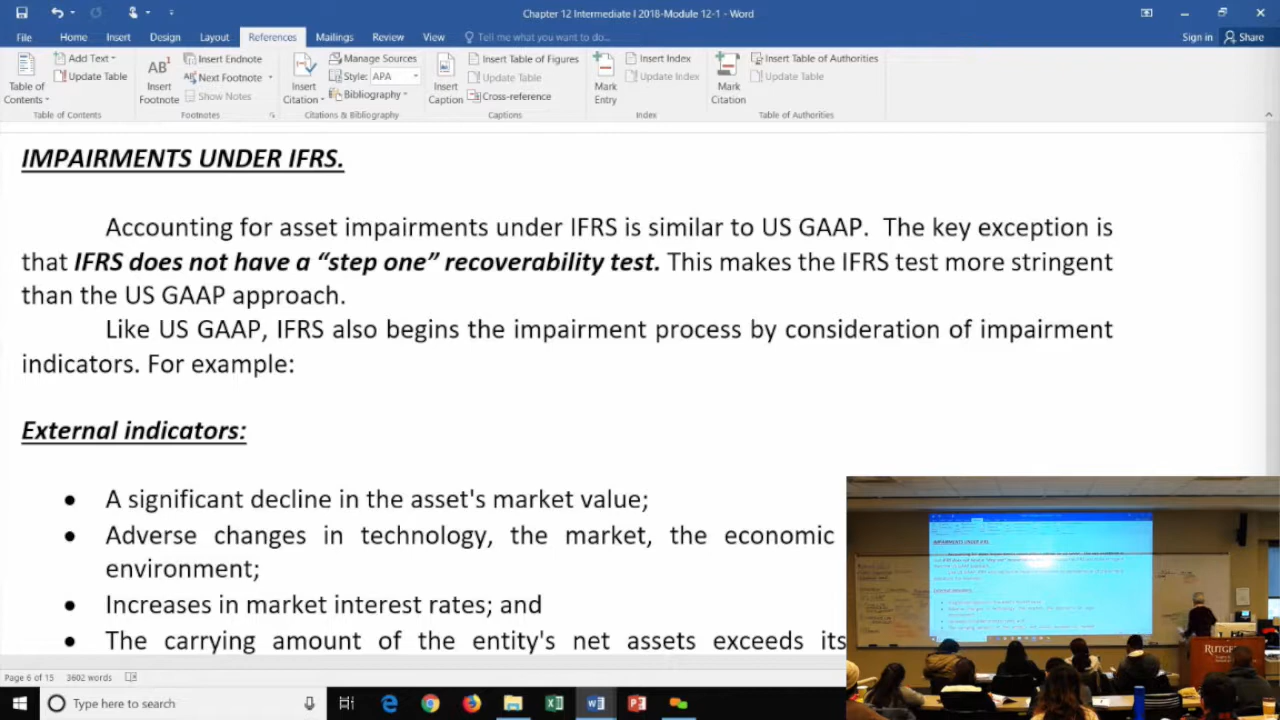 Chapter 12 Intermediate I 2018-Module 12-1 - Word
File Home Insert Design Layout References Mailings Review View Tell me what you want to do... Sign in Share
Table of Contents
Add Text
Update Table
Table of Contents
AB1
Insert Footnote
Insert Endnote
Next Footnote
Show Notes
Footnotes
Insert Citation
Manage Sources
Style: APA
Bibliography
Citations & Bibliography
Insert Caption
Insert Table of Figures
Update Table
Cross-reference
Captions
Mark Entry
Insert Index
Update Index
Index
Mark Citation
Insert Table of Authorities
Update Table
Table of Authorities
IMPAIRMENTS UNDER IFRS.
Accounting for asset impairments under IFRS is similar to US GAAP. The key exception is
that IFRS does not have a “step one” recoverability test. This makes the IFRS test more stringent
than the US GAAP approach.
Like US GAAP, IFRS also begins the impairment process by consideration of impairment
indicators. For example:
External indicators:
• A significant decline in the asset's market value;
• Adverse changes in technology, the market, the economic
environment;
• Increases in market interest rates; and
• The carrying amount of the entity's net assets exceeds its
RUTGERS
Page 6 of 15 3602 words
Type here to search